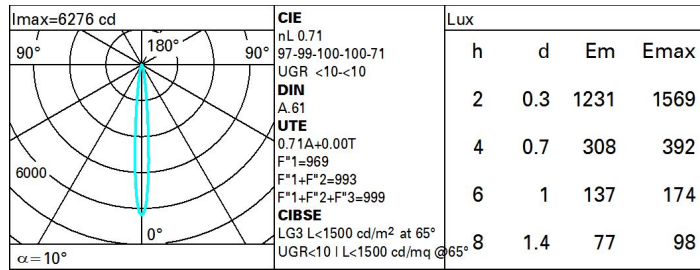 Imax=6276 cd
90°
180°
90°
6000
0°
α=10°
CIE
nL 0.71
97-99-100-100-71
UGR <10-<10
DIN
A.61
UTE
0.71A+0.00T
F"1=969
F"1+F"2=993
F"1+F"2+F"3=999
CIBSE
LG3 L<1500 cd/m² at 65°
UGR<10 | L<1500 cd/mq @65°
Lux
h d Em Emax
2 0.3 1231 1569
4 0.7 308 392
6 1 137 174
8 1.4 77 98